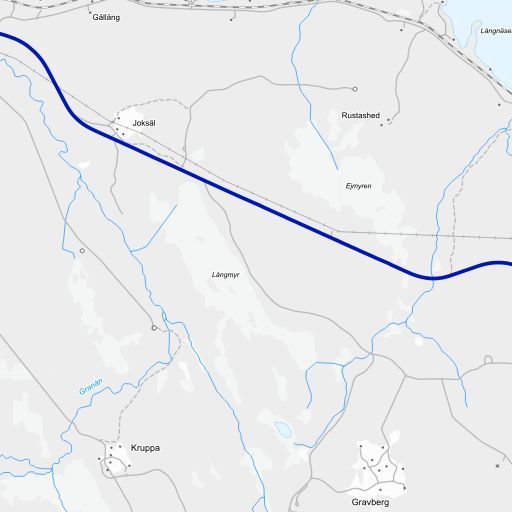 Gälläng
Långnäset
Joksäl
Rustashed
Ejmyren
Långmyr
Granån
Kruppa
Gravberg